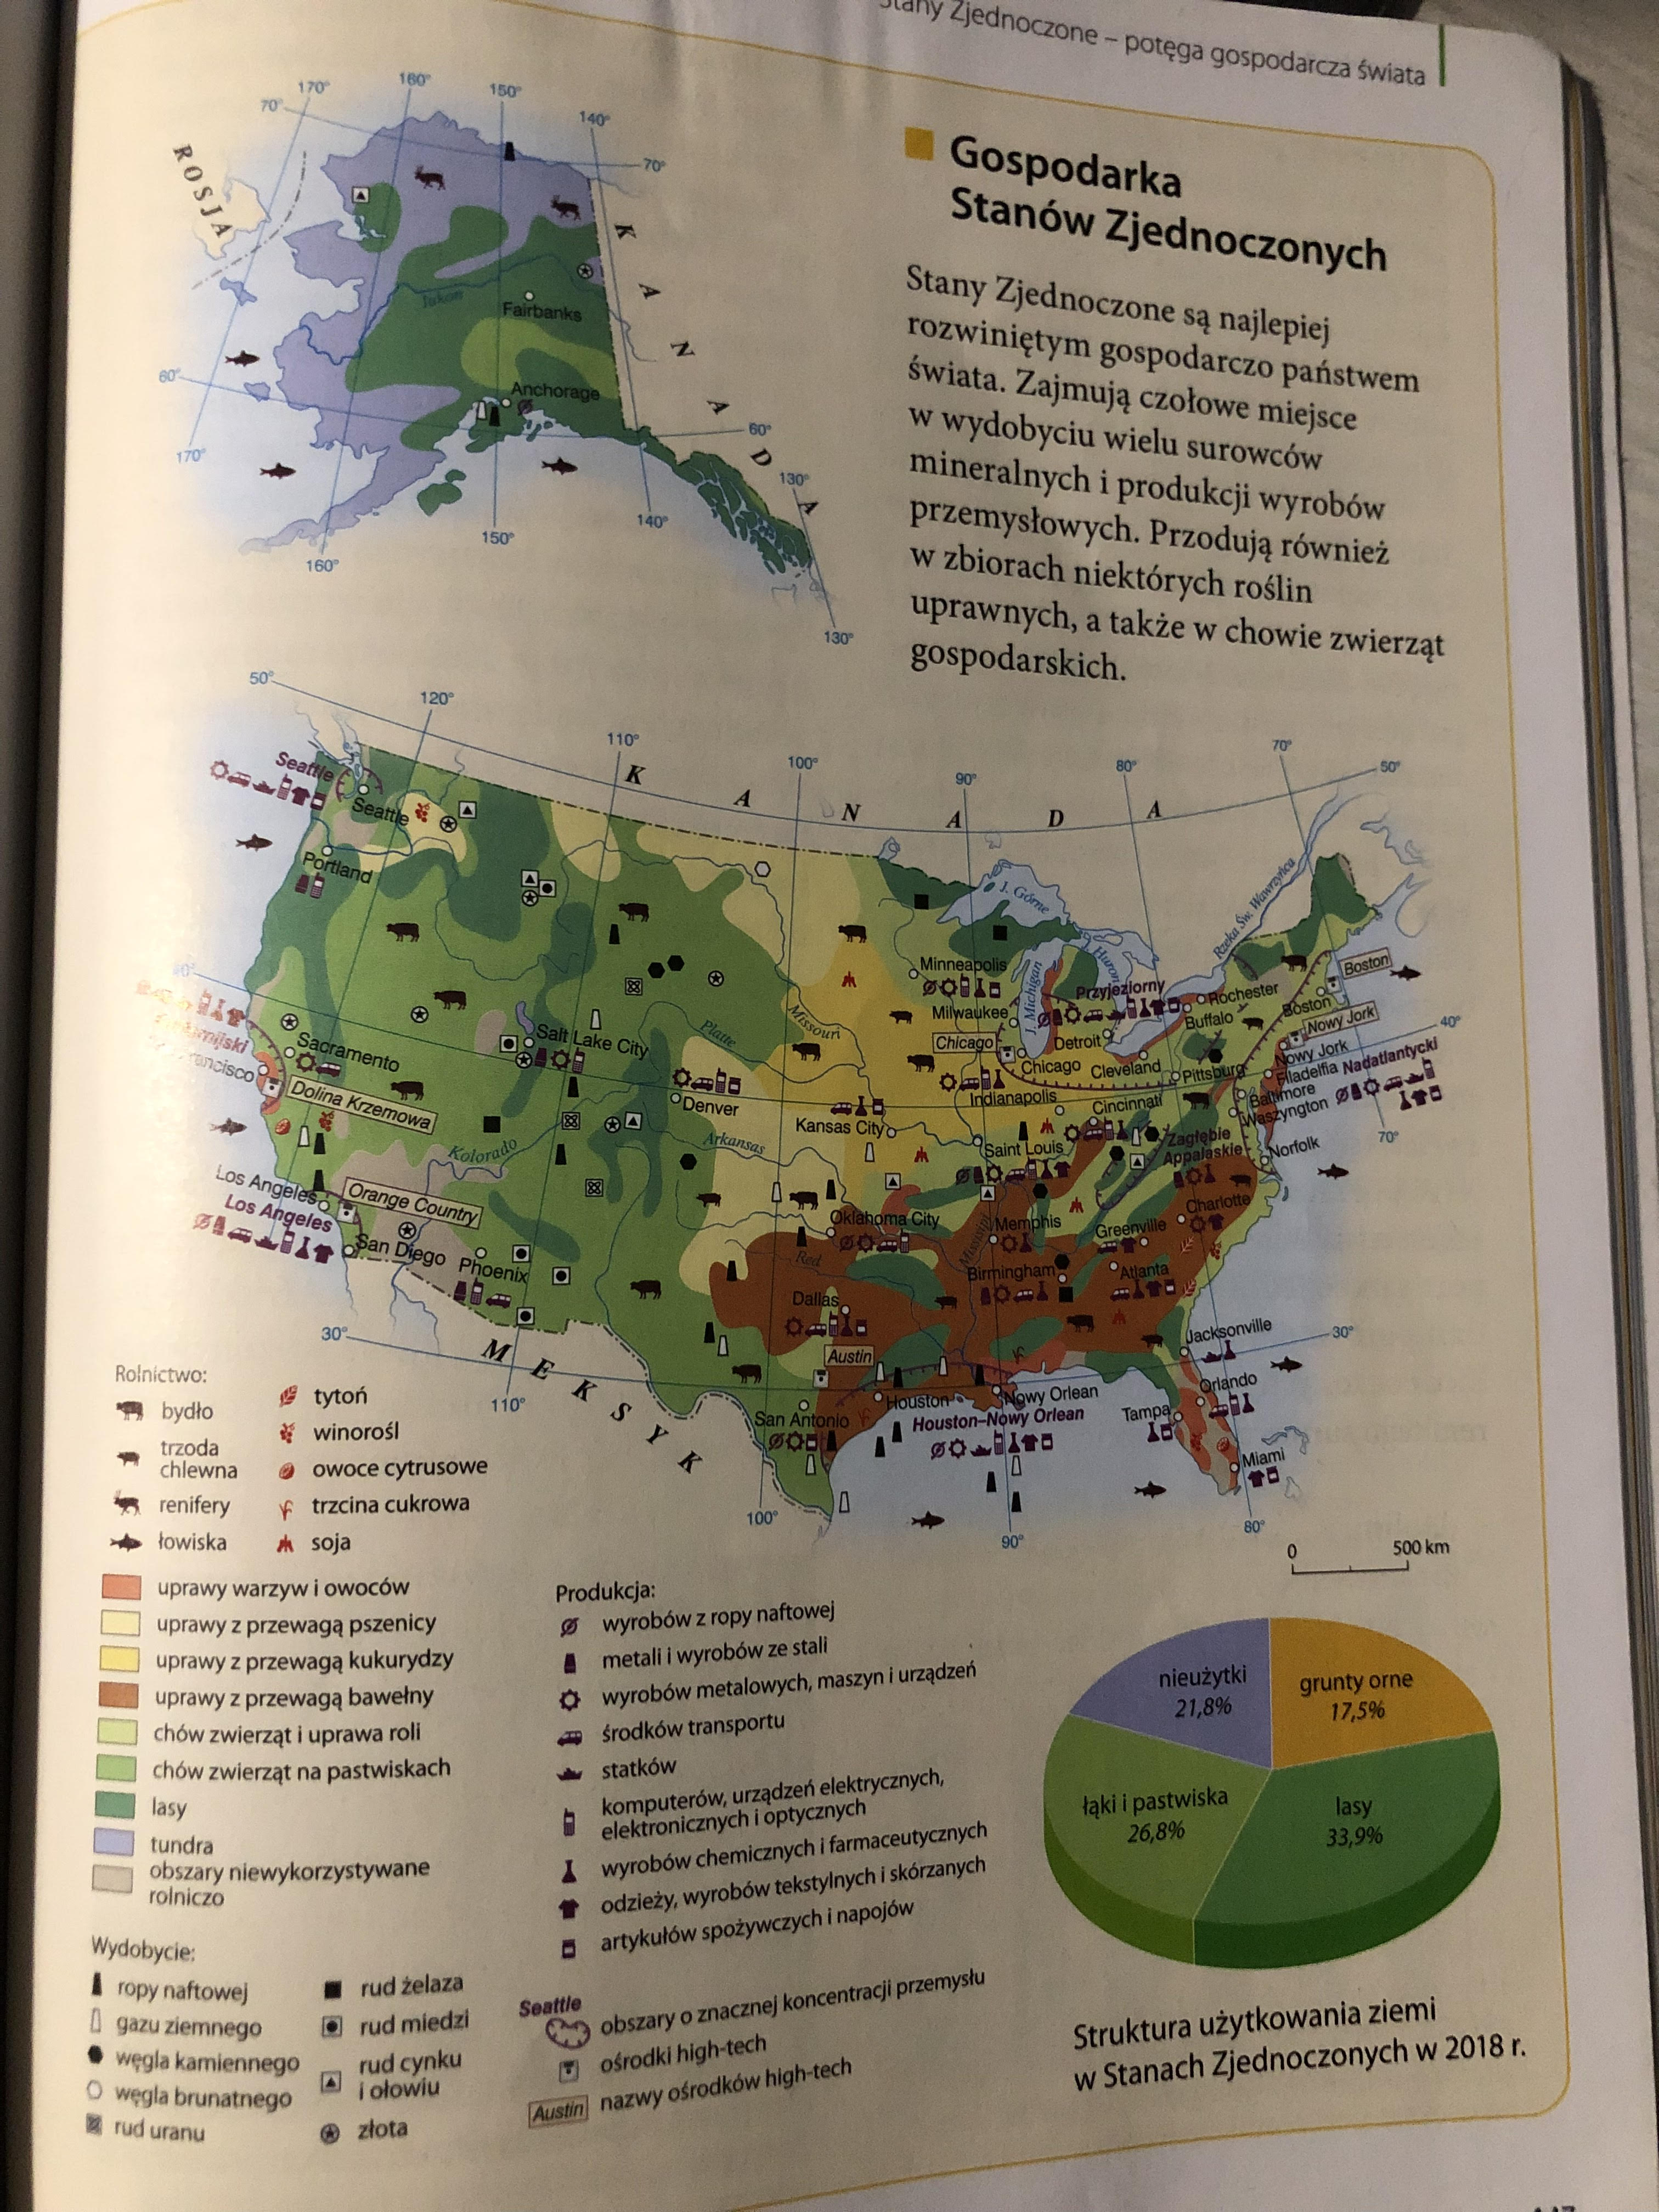 Stany Zjednoczone – potęga gospodarcza świata
Gospodarka
Stanów Zjednoczonych
Stany Zjednoczone są najlepiej
rozwiniętym gospodarczo państwem
świata. Zajmują czołowe miejsce
w wydobyciu wielu surowców
mineralnych i produkcji wyrobów
przemysłowych. Przodują również
w zbiorach niektórych roślin
uprawnych, a także w chowie zwierząt
gospodarskich.
170°
160°
150°
140°
70°
70°
ROSJA
KANADA
Jukon
Fairbanks
60°
Anchorage
60°
170°
130°
140°
150°
160°
130°
50°
120°
110°
100°
90°
80°
70°
50°
KANADA
Seattle
Seattle
Portland
J. Górne
Rzeka Św. Wawrzyńca
J. Michigan
J. Huron
Minneapolis
Przyjeziorny
Rochester
Boston
Boston
Milwaukee
Buffalo
Nowy Jork
40°
Missouri
Platte
Chicago
Detroit
Nowy Jork
Salt Lake City
Sacramento
Chicago
Cleveland
Pittsburg
Filadelfia
Nadatlantycki
Baltimore
Waszyngton
Dolina Krzemowa
Denver
Indianapolis
Cincinnati
Kansas City
70°
Kolorado
Arkansas
Saint Louis
Zagłębie
Appalaskie
Norfolk
Los Angeles
Los Angeles
Orange Country
Charlotte
Oklahoma City
Memphis
Greenville
San Diego
Phoenix
Red
Birmingham
Atlanta
Dallas
30°
Jacksonville
30°
MEKSYK
Austin
Orlando
110°
Houston
Nowy Orlean
Tampa
San Antonio
Houston–Nowy Orlean
Miami
100°
90°
80°
0
500 km
Rolnictwo:
bydło
trzoda
chlewna
renifery
łowiska
tytoń
winorośl
owoce cytrusowe
trzcina cukrowa
soja
uprawy warzyw i owoców
uprawy z przewagą pszenicy
uprawy z przewagą kukurydzy
uprawy z przewagą bawełny
chów zwierząt i uprawa roli
chów zwierząt na pastwiskach
lasy
tundra
obszary niewykorzystywane
rolniczo
Wydobycie:
ropy naftowej
gazu ziemnego
węgla kamiennego
węgla brunatnego
rud uranu
rud żelaza
rud miedzi
rud cynku
i ołowiu
złota
Produkcja:
wyrobów z ropy naftowej
metali i wyrobów ze stali
wyrobów metalowych, maszyn i urządzeń
środków transportu
statków
komputerów, urządzeń elektrycznych,
elektronicznych i optycznych
wyrobów chemicznych i farmaceutycznych
odzieży, wyrobów tekstylnych i skórzanych
artykułów spożywczych i napojów
Seattle
obszary o znacznej koncentracji przemysłu
ośrodki high-tech
Austin
nazwy ośrodków high-tech
nieużytki
21,8%
grunty orne
17,5%
łąki i pastwiska
26,8%
lasy
33,9%
Struktura użytkowania ziemi
w Stanach Zjednoczonych w 2018 r.